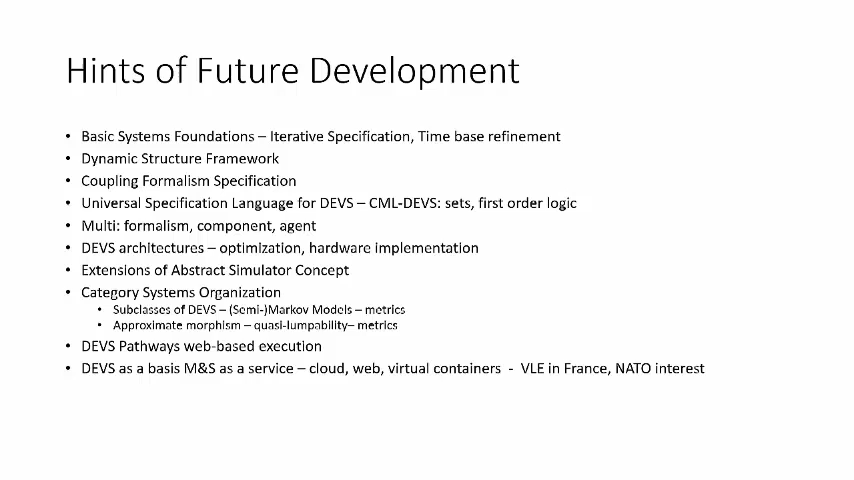 Hints of Future Development
• Basic Systems Foundations – Iterative Specification, Time base refinement
• Dynamic Structure Framework
• Coupling Formalism Specification
• Universal Specification Language for DEVS – CML-DEVS: sets, first order logic
• Multi: formalism, component, agent
• DEVS architectures – optimization, hardware implementation
• Extensions of Abstract Simulator Concept
• Category Systems Organization
• Subclasses of DEVS – (Semi-)Markov Models – metrics
• Approximate morphism – quasi-lumpability– metrics
• DEVS Pathways web-based execution
• DEVS as a basis M&S as a service – cloud, web, virtual containers - VLE in France, NATO interest